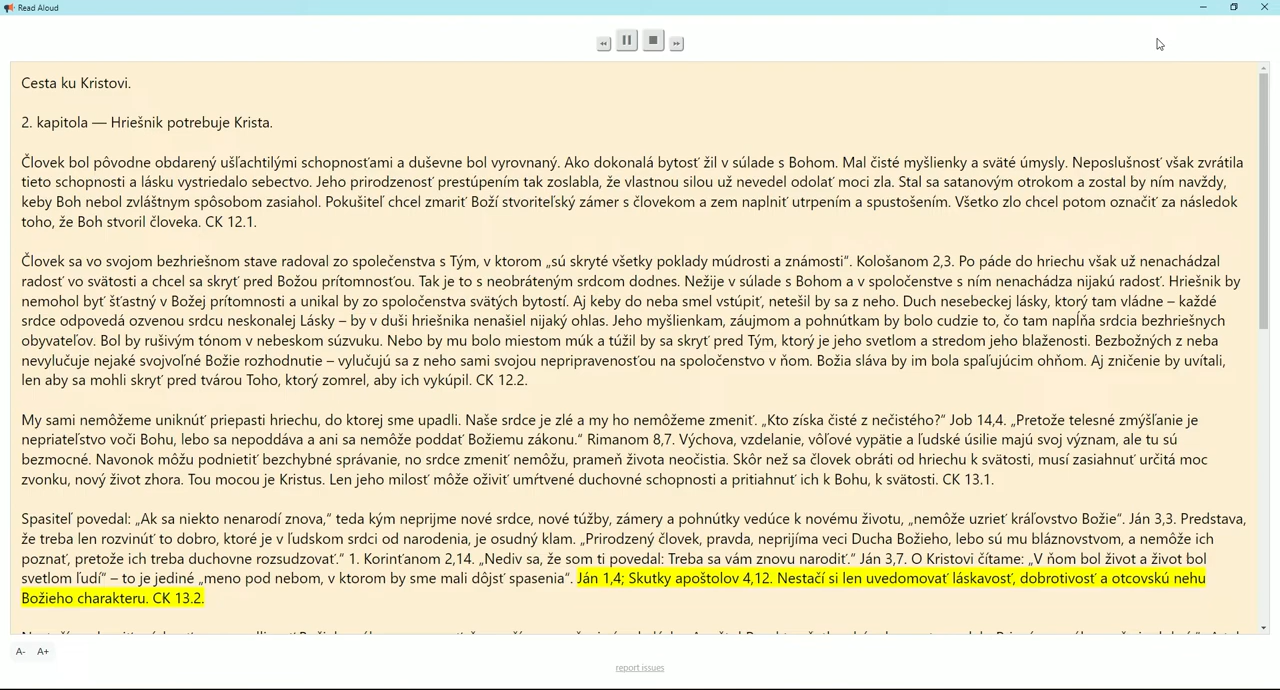 Read Aloud
Cesta ku Kristovi.
2. kapitola — Hriešnik potrebuje Krista.
Človek bol pôvodne obdarený ušľachtilými schopnosťami a duševne bol vyrovnaný. Ako dokonalá bytosť žil v súlade s Bohom. Mal čisté myšlienky a sväté úmysly. Neposlušnosť však zvrátila
tieto schopnosti a lásku vystriedalo sebectvo. Jeho prirodzenosť prestúpením tak zoslabla, že vlastnou silou už nevedel odolať moci zla. Stal sa satanovým otrokom a zostal by ním navždy,
keby Boh nebol zvláštnym spôsobom zasiahol. Pokušiteľ chcel zmariť Boží stvoriteľský zámer s človekom a zem naplniť utrpením a spustošením. Všetko zlo chcel potom označiť za následok
toho, že Boh stvoril človeka. CK 12.1.
Človek sa vo svojom bezhriešnom stave radoval zo spoločenstva s Tým, v ktorom „sú skryté všetky poklady múdrosti a známosti“. Kološanom 2,3. Po páde do hriechu však už nenachádzal
radosť vo svätosti a chcel sa skryť pred Božou prítomnosťou. Tak je to s neobráteným srdcom dodnes. Nežije v súlade s Bohom a v spoločenstve s ním nenachádza nijakú radosť. Hriešnik by
nemohol byť šťastný v Božej prítomnosti a unikal by zo spoločenstva svätých bytostí. Aj keby do neba smel vstúpiť, netešil by sa z neho. Duch nesebeckej lásky, ktorý tam vládne – každé
srdce odpovedá ozvenou srdcu neskonalej Lásky – by v duši hriešnika nenašiel nijaký ohlas. Jeho myšlienkam, záujmom a pohnútkam by bolo cudzie to, čo tam napĺňa srdcia bezhriešnych
obyvateľov. Bol by rušivým tónom v nebeskom súzvuku. Nebo by mu bolo miestom múk a túžil by sa skryť pred Tým, ktorý je jeho svetlom a stredom jeho blaženosti. Bezbožných z neba
nevylučuje nejaké svojvoľné Božie rozhodnutie – vylučujú sa z neho sami svojou nepripravenosťou na spoločenstvo v ňom. Božia sláva by im bola spaľujúcim ohňom. Aj zničenie by uvítali,
len aby sa mohli skryť pred tvárou Toho, ktorý zomrel, aby ich vykúpil. CK 12.2.
My sami nemôžeme uniknúť priepasti hriechu, do ktorej sme upadli. Naše srdce je zlé a my ho nemôžeme zmeniť. „Kto získa čisté z nečistého?“ Job 14,4. „Pretože telesné zmýšľanie je
nepriateľstvo voči Bohu, lebo sa nepoddáva a ani sa nemôže poddať Božiemu zákonu.“ Rimanom 8,7. Výchova, vzdelanie, vôľové vypätie a ľudské úsilie majú svoj význam, ale tu sú
bezmocné. Navonok môžu podnietiť bezchybné správanie, no srdce zmeniť nemôžu, prameň života neočistia. Skôr než sa človek obráti od hriechu k svätosti, musí zasiahnuť určitá moc
zvonku, nový život zhora. Tou mocou je Kristus. Len jeho milosť môže oživiť umŕtvené duchovné schopnosti a pritiahnuť ich k Bohu, k svätosti. CK 13.1.
Spasiteľ povedal: „Ak sa niekto nenarodí znova,“ teda kým neprijme nové srdce, nové túžby, zámery a pohnútky vedúce k novému životu, „nemôže uzrieť kráľovstvo Božie“. Ján 3,3. Predstava,
že treba len rozvinúť to dobro, ktoré je v ľudskom srdci od narodenia, je osudný klam. „Prirodzený človek, pravda, neprijíma veci Ducha Božieho, lebo sú mu bláznovstvom, a nemôže ich
poznať, pretože ich treba duchovne rozsudzovať.“ 1. Korinťanom 2,14. „Nediv sa, že som ti povedal: Treba sa vám znovu narodiť.“ Ján 3,7. O Kristovi čítame: „V ňom bol život a život bol
svetlom ľudí“ – to je jediné „meno pod nebom, v ktorom by sme mali dôjsť spasenia“. Ján 1,4; Skutky apoštolov 4,12. Nestačí si len uvedomovať láskavosť, dobrotivosť a otcovskú nehu
Božieho charakteru. CK 13.2.
A- A+
report issues